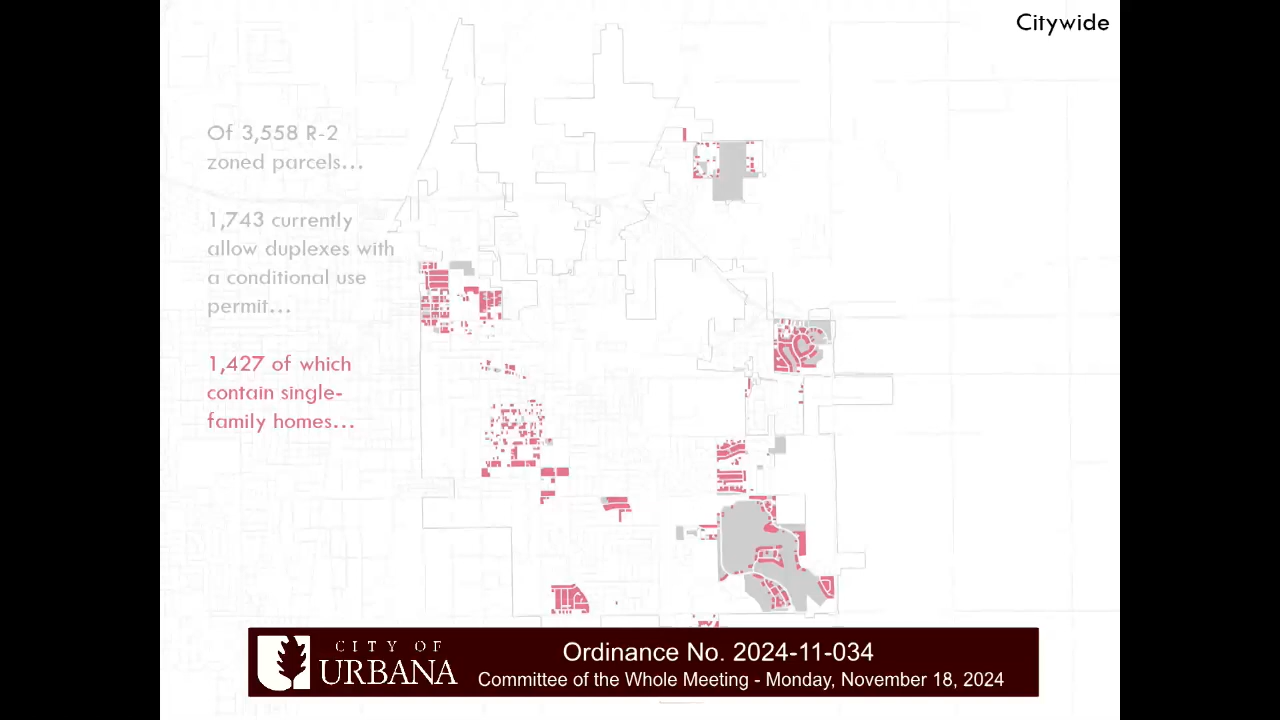 Citywide
Of 3,558 R-2
zoned parcels...
1,743 currently
allow duplexes with
a conditional use
permit...
1,427 of which
contain single-
family homes...
CITY OF
URBANA
Ordinance No. 2024-11-034
Committee of the Whole Meeting - Monday, November 18, 2024